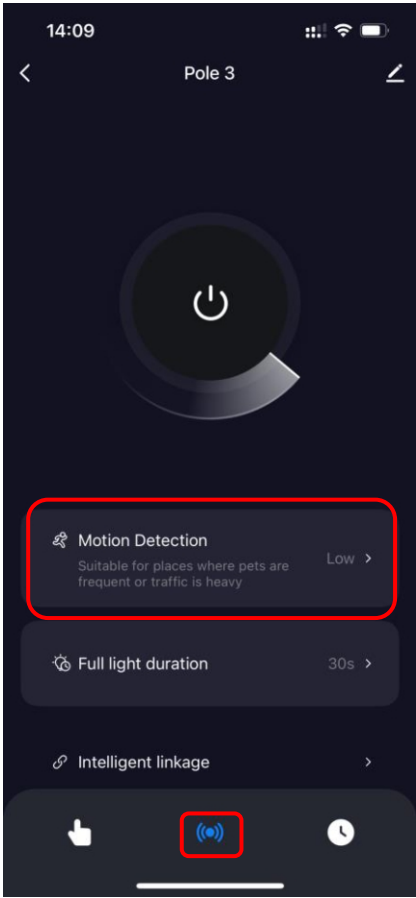 14:09
Pole 3
Motion Detection
Suitable for places where pets are
frequent or traffic is heavy
Low
Full light duration
30s
Intelligent linkage